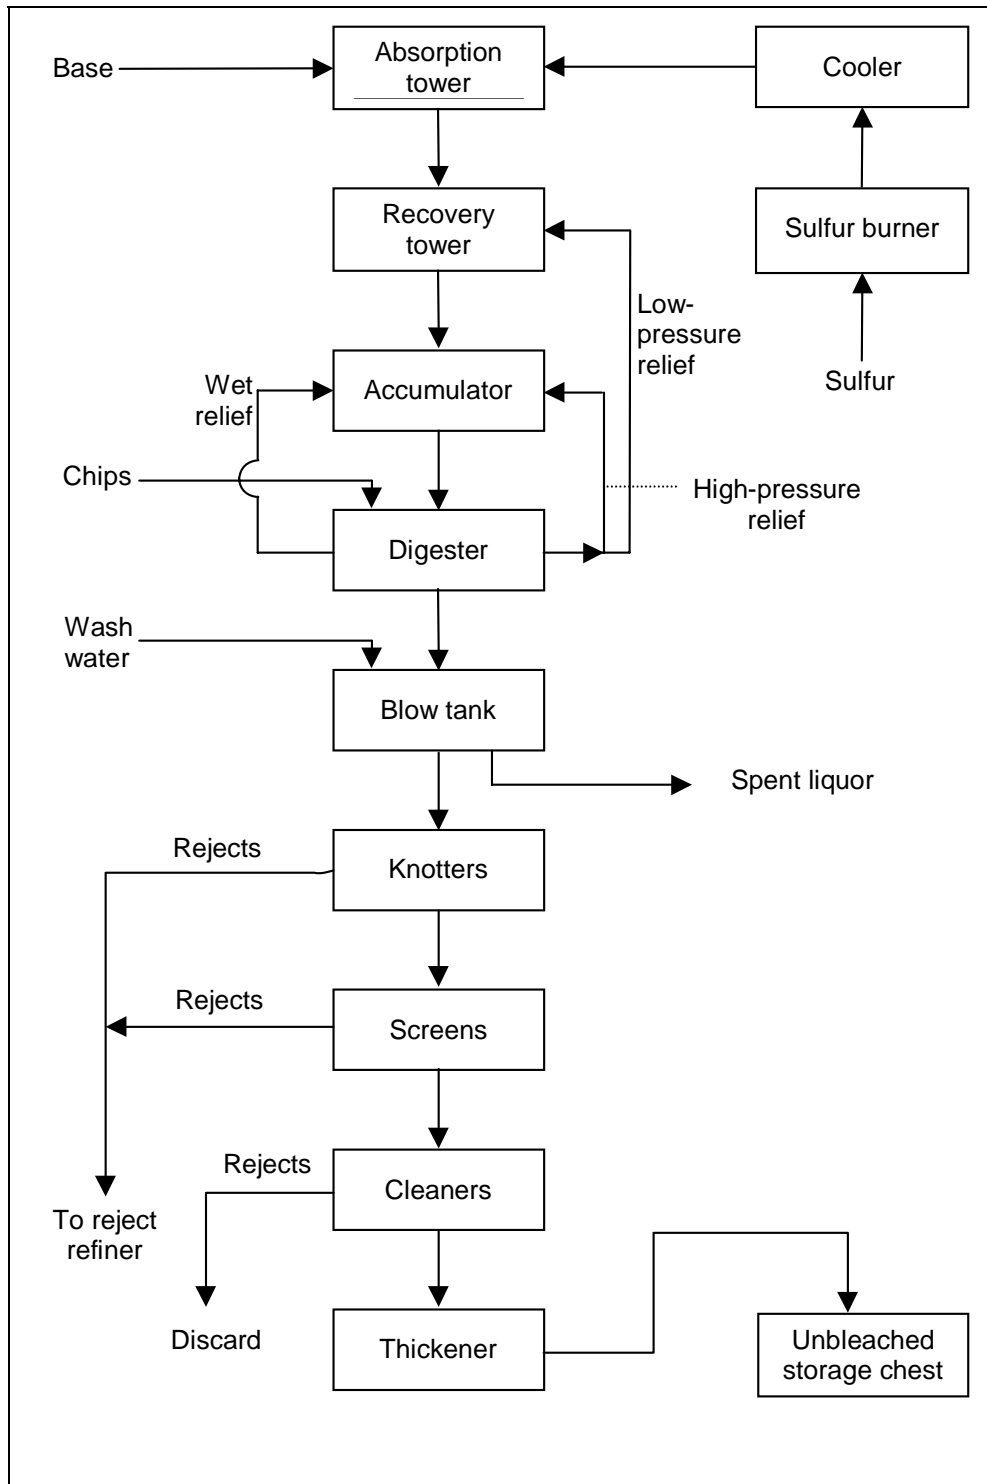 Base
Absorption
tower
Cooler
Recovery
tower
Sulfur burner
Low-
pressure
relief
Sulfur
Wet
relief
Accumulator
Chips
High-pressure
relief
Digester
Wash
water
Blow tank
Spent liquor
Rejects
Knotters
Rejects
Screens
Rejects
Cleaners
To reject
refiner
Discard
Thickener
Unbleached
storage chest